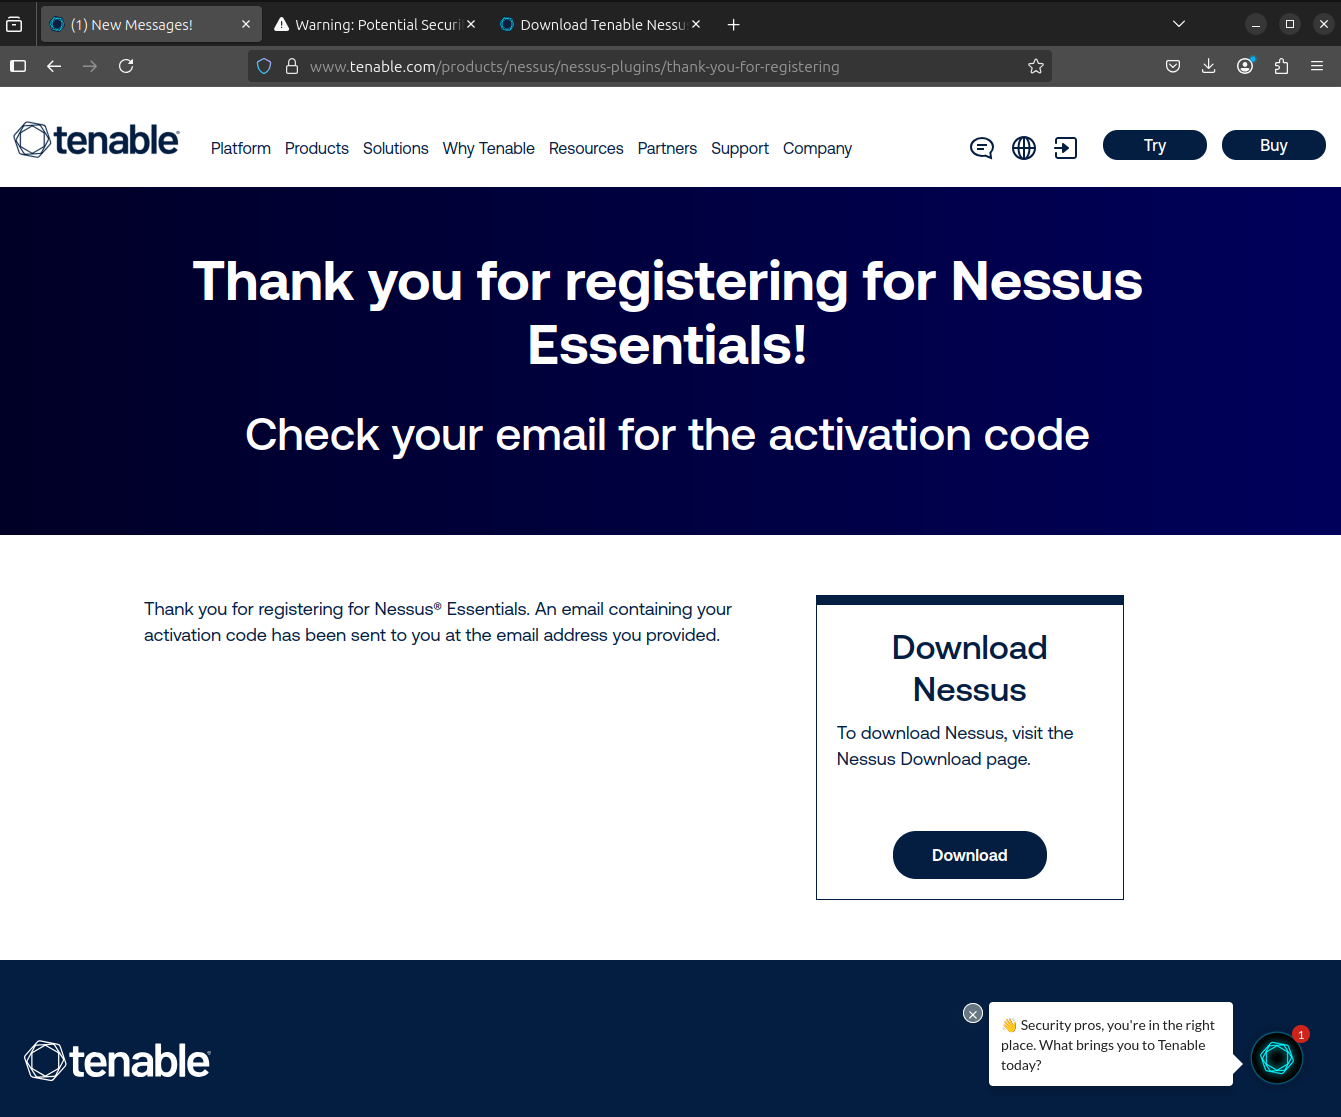 (1) New Messages!
Warning: Potential Securi
Download Tenable Nessu
www.tenable.com/products/nessus/nessus-plugins/thank-you-for-registering
tenable
Platform
Products
Solutions
Why Tenable
Resources
Partners
Support
Company
Try
Buy
Thank you for registering for Nessus
Essentials!
Check your email for the activation code
Thank you for registering for Nessus® Essentials. An email containing your
activation code has been sent to you at the email address you provided.
Download
Nessus
To download Nessus, visit the
Nessus Download page.
Download
tenable
👋 Security pros, you're in the right
place. What brings you to Tenable
today?
1